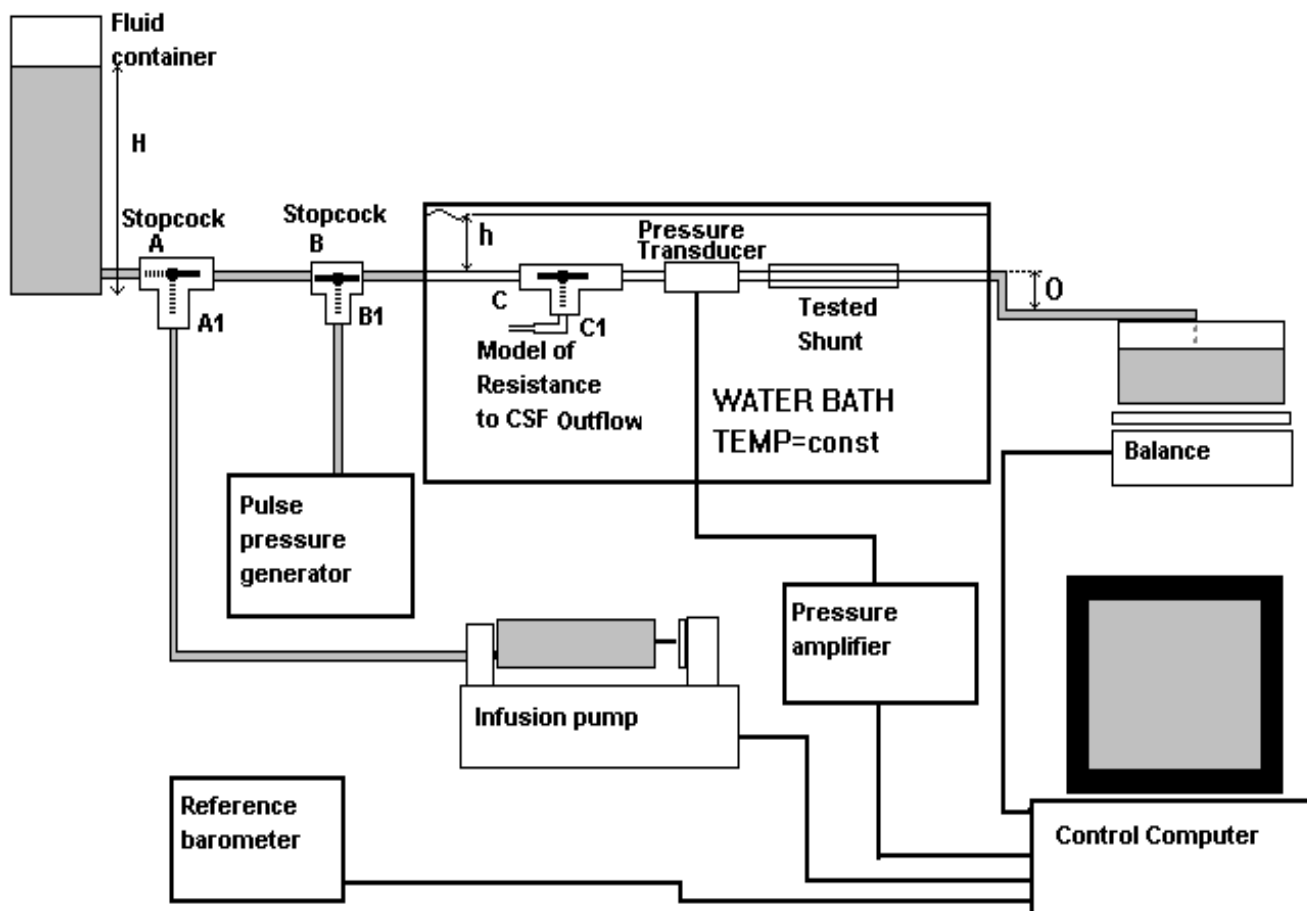 Fluid
container
H
Stopcock
A
A1
Stopcock
B
B1
h
Pressure
Transducer
C
C1
Model of
Resistance
to CSF Outflow
Tested
Shunt
O
WATER BATH
TEMP=const
Balance
Pulse
pressure
generator
Pressure
amplifier
Infusion pump
Reference
barometer
Control Computer